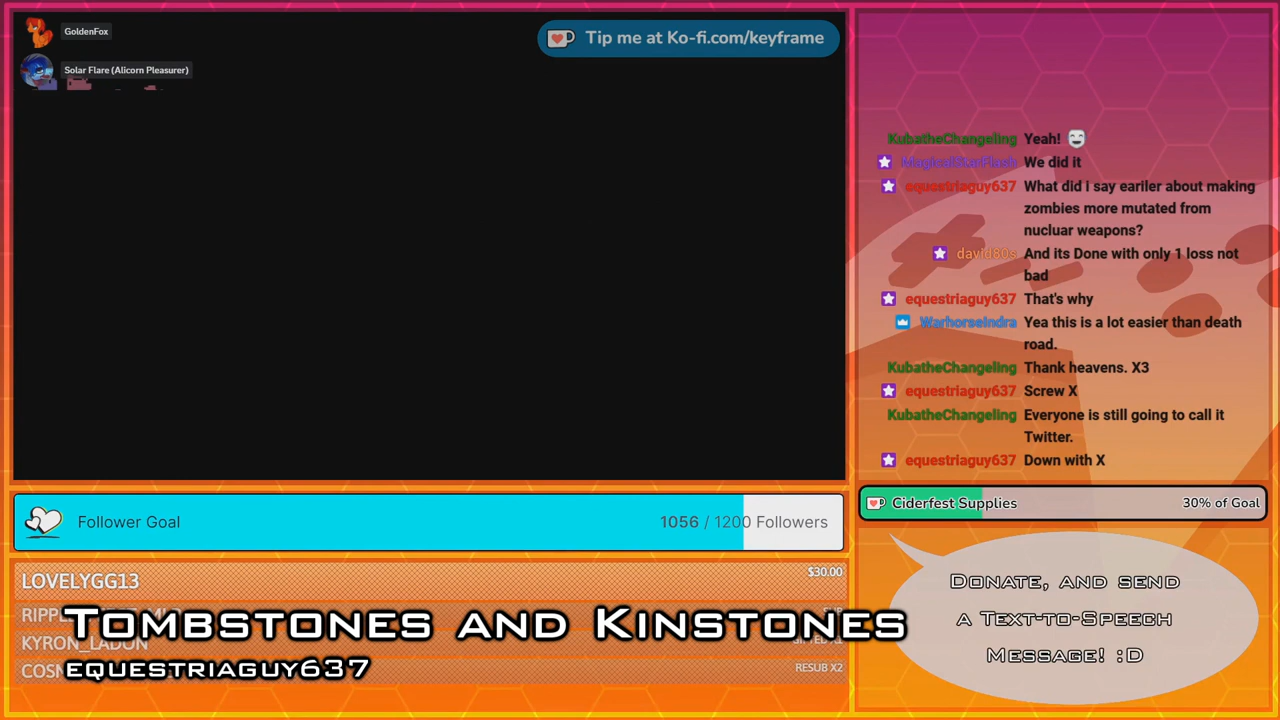 GoldenFox
Solar Flare (Alicorn Pleasurer)
Tip me at Ko-fi.com/keyframe
KubatheChangeling Yeah!
MagicalStarFlash We did it
equestriaguy637 What did i say eariler about making
zombies more mutated from
nucluar weapons?
david80s And its Done with only 1 loss not
bad
equestriaguy637 That's why
WarhorseIndra Yea this is a lot easier than death
road.
KubatheChangeling Thank heavens. X3
equestriaguy637 Screw X
KubatheChangeling Everyone is still going to call it
Twitter.
equestriaguy637 Down with X
Follower Goal 1056 / 1200 Followers
Ciderfest Supplies 30% of Goal
LOVELYGG13 $30.00
Tombstones and Kinstones
KYRON_LADON
equestriaguy637
RESUB X2
Donate, and send
a Text-to-Speech
Message! :D